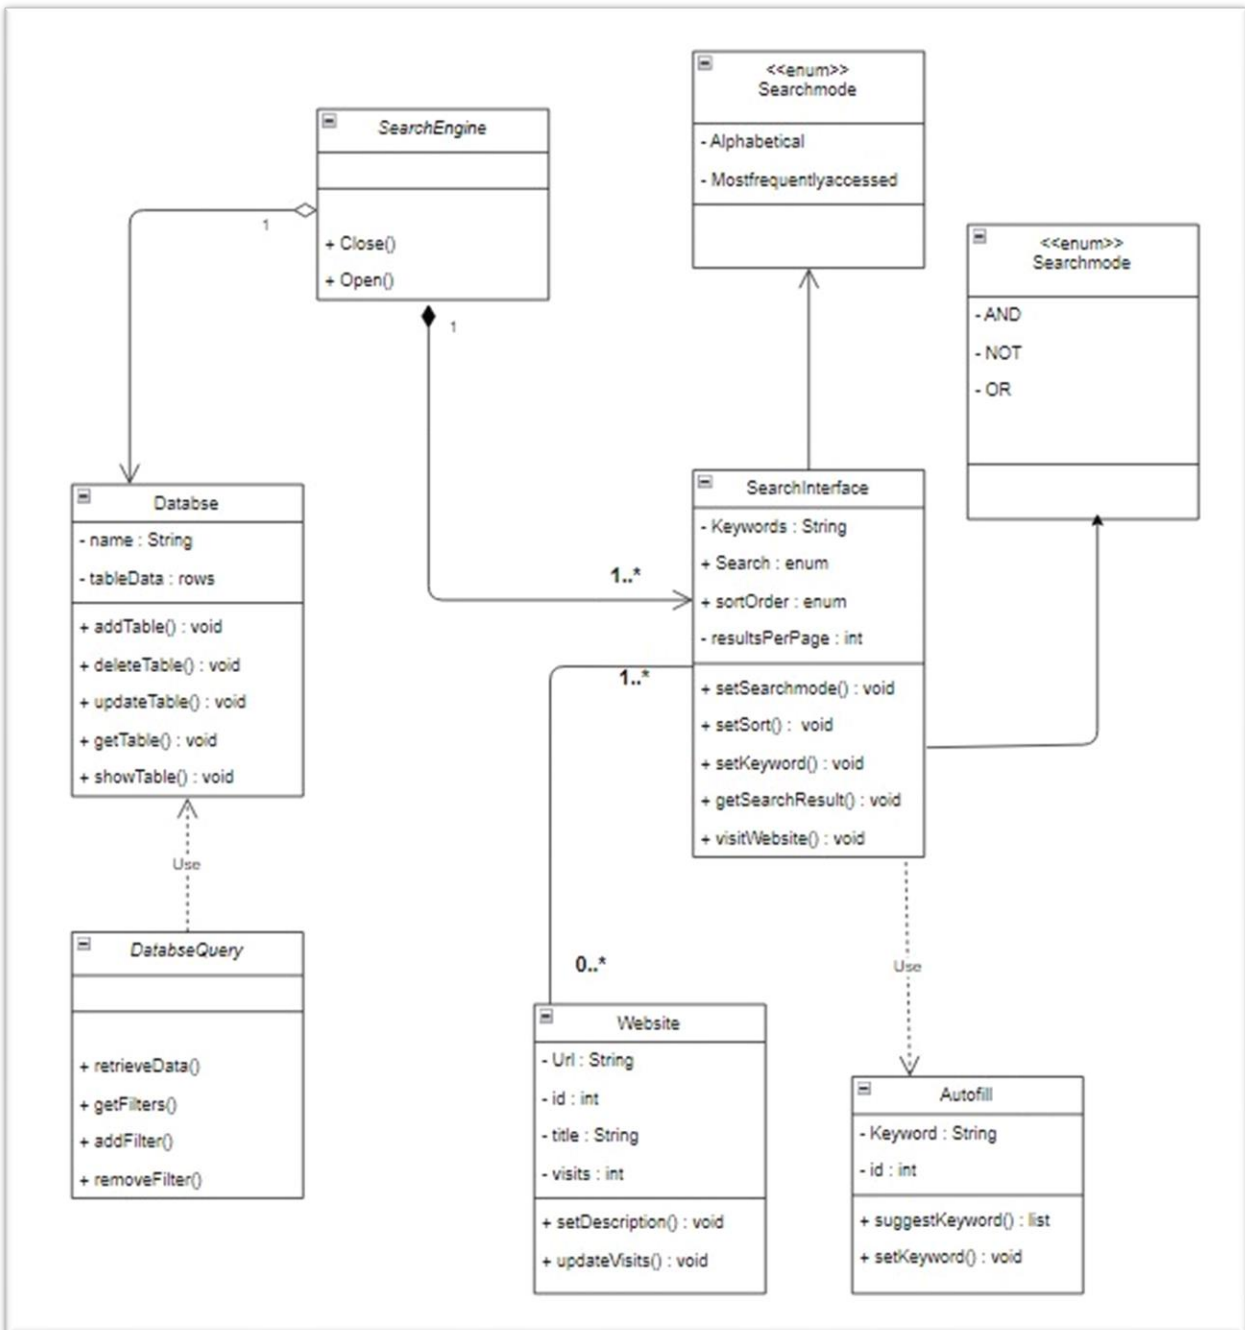 SearchEngine
+ Close()
+ Open()
1
1
<<enum>>
Searchmode
- Alphabetical
- Mostfrequentlyaccessed
<<enum>>
Searchmode
- AND
- NOT
- OR
Databse
- name : String
- tableData : rows
+ addTable() : void
+ deleteTable() : void
+ updateTable() : void
+ getTable() : void
+ showTable() : void
Use
DatabseQuery
+ retrieveData()
+ getFilters()
+ addFilter()
+ removeFilter()
1..*
SearchInterface
- Keywords : String
+ Search : enum
+ sortOrder : enum
- resultsPerPage : int
+ setSearchmode() : void
+ setSort() : void
+ setKeyword() : void
+ getSearchResult() : void
+ visitWebsite() : void
1..*
0..*
Website
- Url : String
- id : int
- title : String
- visits : int
+ setDescription() : void
+ updateVisits() : void
Use
Autofill
- Keyword : String
- id : int
+ suggestKeyword() : list
+ setKeyword() : void